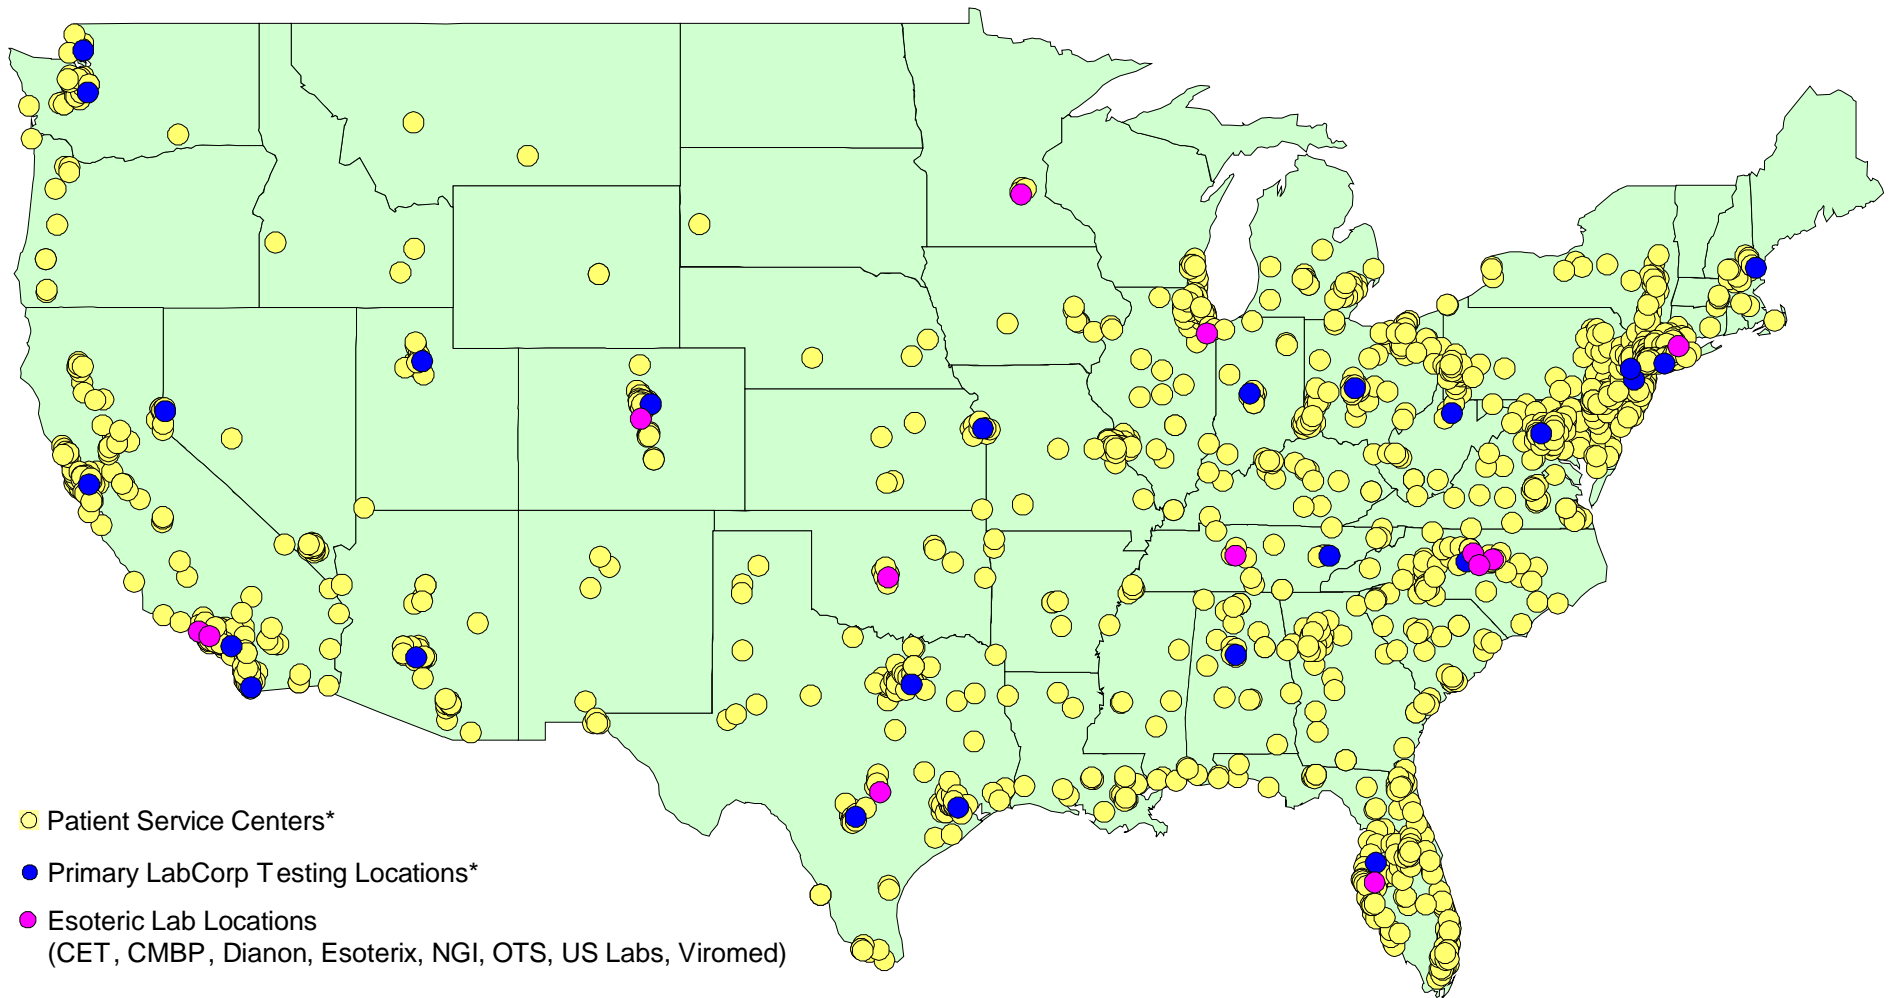 Patient Service Centers*
Primary LabCorp Testing Locations*
Esoteric Lab Locations
(CET, CMBP, Dianon, Esoterix, NGI, OTS, US Labs, Viromed)